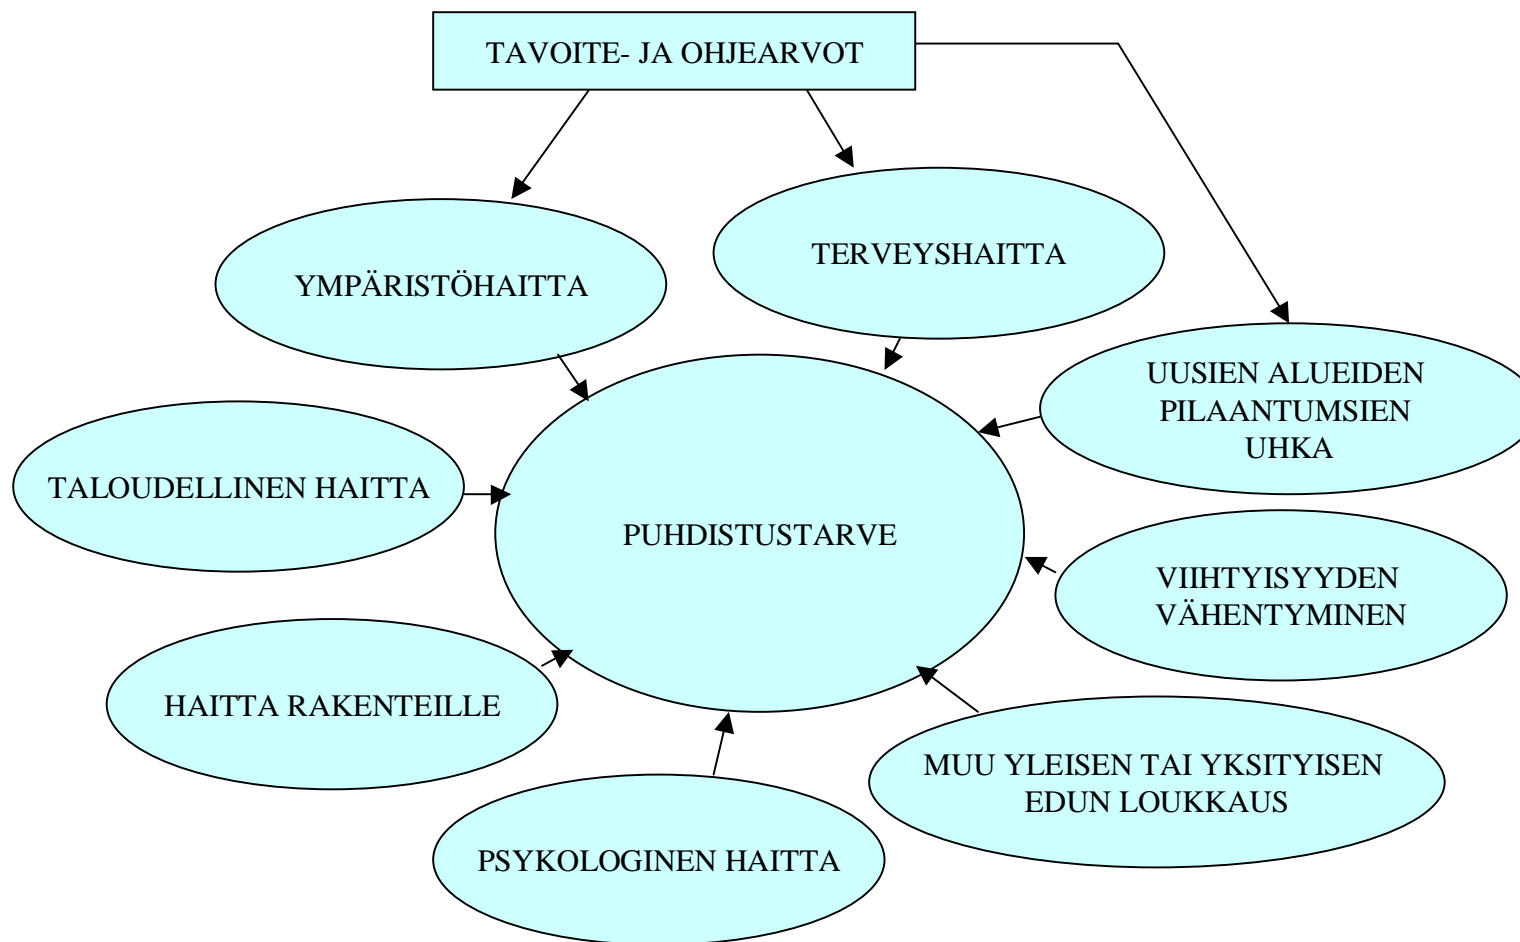 TAVOITE- JA OHJEARVOT
TERVEYSHAITTA
YMPÄRISTÖHAITTA
UUSIEN ALUEIDEN
PILAANTUMSIEN
UHKA
TALOUDELLINEN HAITTA
PUHDISTUSTARVE
VIIHTYISYYDEN
VÄHENTYMINEN
HAITTA RAKENTEILLE
MUU YLEISEN TAI YKSITYISEN
EDUN LOUKKAUS
PSYKOLOGINEN HAITTA